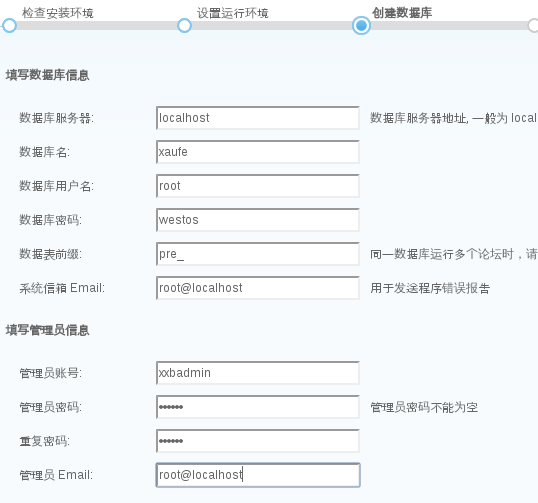 检查安装环境 设置运行环境 创建数据库
填写数据库信息
数据库服务器: localhost 数据库服务器地址, 一般为 local
数据库名: xaufe
数据库用户名: root
数据库密码: westos
数据表前缀: pre_ 同一数据库运行多个论坛时，请
系统信箱 Email: root@localhost 用于发送程序错误报告
填写管理员信息
管理员账号: xxbadmin
管理员密码: •••••• 管理员密码不能为空
重复密码: ••••••
管理员 Email: root@localhost